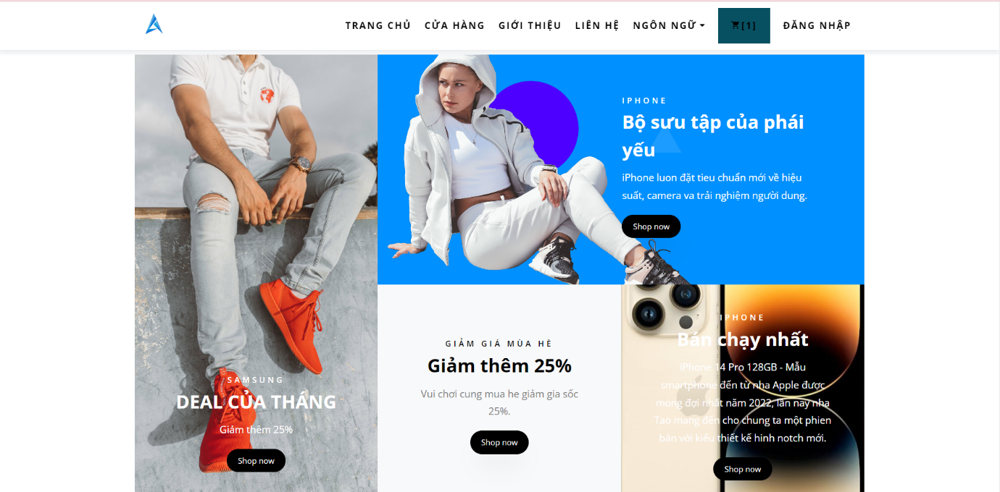 TRANG CHỦ CỬA HÀNG GIỚI THIỆU LIÊN HỆ NGÔN NGỮ [1] ĐĂNG NHẬP
IPHONE
Bộ sưu tập của phái
yếu
iPhone luon đặt tieu chuẩn mới về hiệu
suất, camera va trải nghiệm người dung.
Shop now
SAMSUNG
DEAL CỦA THÁNG
Giảm thêm 25%
Shop now
GIẢM GIÁ MÙA HÈ
Giảm thêm 25%
Vui chơi cung mua he giảm gia sốc
25%.
Shop now
IPHONE
Bán chạy nhất
iPhone 14 Pro 128GB - Mẫu
smartphone đến từ nha Apple được
mong đợi nhất năm 2022, lần nay nha
Tao mang đến cho chung ta một phien
bản với kiểu thiết kế hinh notch mới.
Shop now